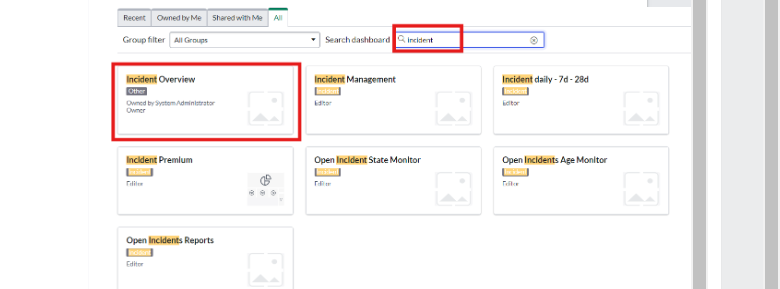 Recent Owned by Me Shared with Me All
Group filter All Groups Search dashboard incident
Incident Overview
Other
Owned by System Administrator
Owner
Incident Management
Incident
Editor
Incident daily - 7d - 28d
Incident
Editor
Incident Premium
Incident
Editor
Open Incident State Monitor
Incident
Editor
Open Incidents Age Monitor
Incident
Editor
Open Incidents Reports
Incident
Editor